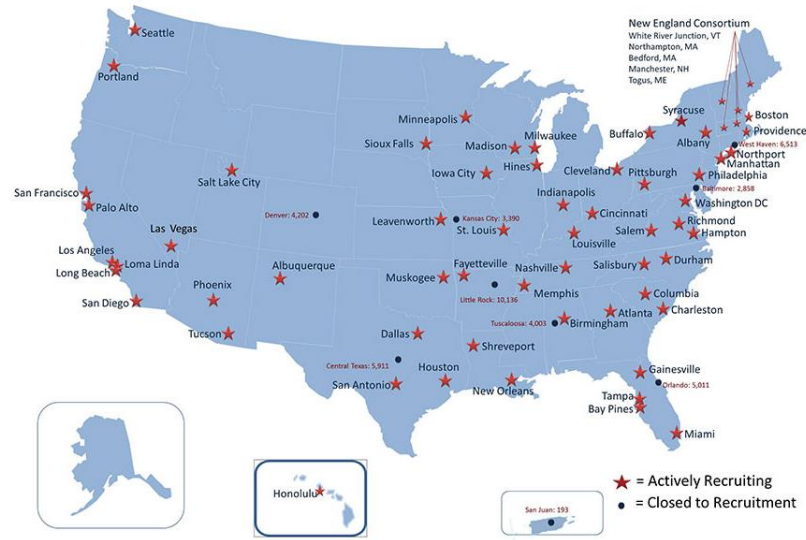 New England Consortium
White River Junction, VT
Northampton, MA
Bedford, MA
Manchester, NH
Togus, ME
Seattle
Portland
Minneapolis
Syracuse
Boston
Buffalo
Providence
Albany
West Haven: 6,513
Sioux Falls
Madison
Milwaukee
Northport
Manhattan
Hines
Iowa City
Cleveland
Pittsburgh
Philadelphia
Salt Lake City
Baltimore: 2,858
San Francisco
Palo Alto
Indianapolis
Washington DC
Denver: 4,202
Leavenworth
Kansas City: 3,390
Cincinnati
Richmond
St. Louis
Salem
Hampton
Las Vegas
Louisville
Los Angeles
Loma Linda
Long Beach
Albuquerque
Fayetteville
Nashville
Salisbury
Durham
Muskogee
Phoenix
Memphis
Columbia
San Diego
Little Rock: 10,136
Charleston
Atlanta
Tuscaloosa: 4,003
Birmingham
Tucson
Dallas
Shreveport
Central Texas: 5,911
Houston
Gainesville
San Antonio
New Orleans
Orlando: 5,011
Tampa
Bay Pines
Miami
= Actively Recruiting
Honolulu
= Closed to Recruitment
San Juan: 193